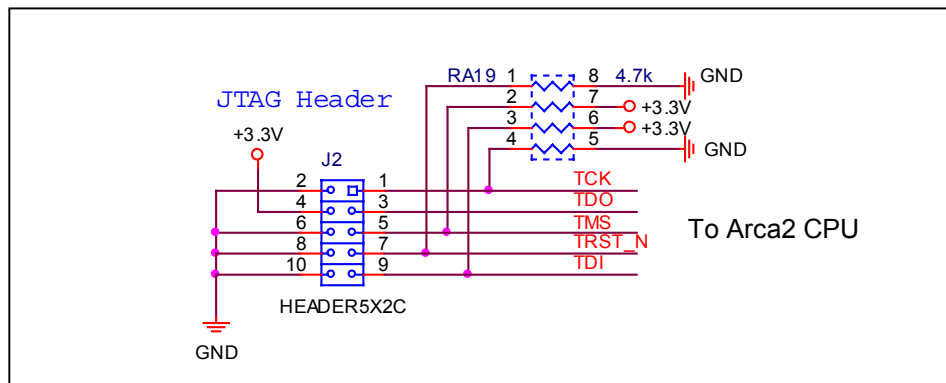 RA19 1 8 4.7k GND
JTAG Header 2 7 +3.3V
3 6 +3.3V
+3.3V 4 5 GND
J2
2 1 TCK
4 3 TDO
6 5 TMS To Arca2 CPU
8 7 TRST_N
10 9 TDI
HEADER5X2C
GND